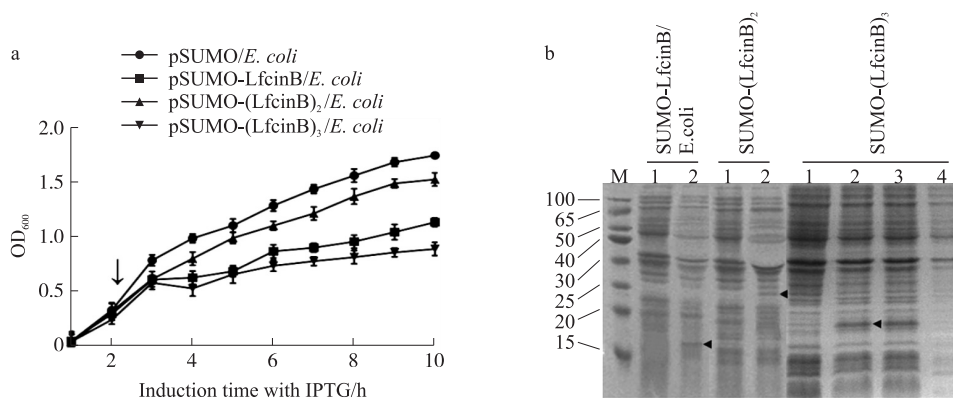 a
pSUMO/E. coli
pSUMO-LfcinB/E. coli
pSUMO-(LfcinB)₂/E. coli
pSUMO-(LfcinB)₃/E. coli
2.0
1.5
1.0
0.5
0
OD₆₀₀
2 4 6 8 10
Induction time with IPTG/h
b
SUMO-LfcinB/
E.coli
SUMO-(LfcinB)₂
SUMO-(LfcinB)₃
M 1 2 1 2 1 2 3 4
100
65
50
40
30
25
20
15